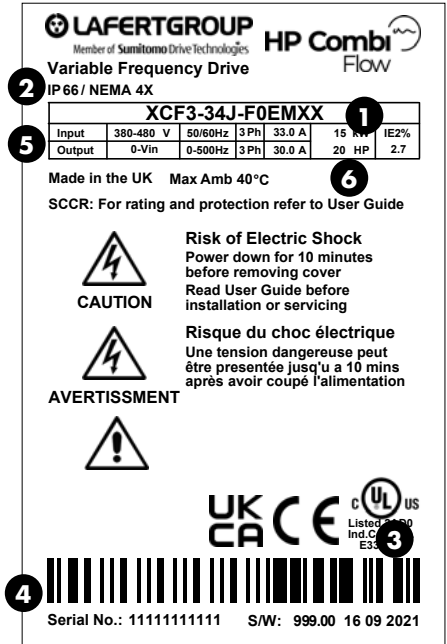 LAFERTGROUP
Member of Sumitomo Drive Technologies
HP Combi
Flow
Variable Frequency Drive
2
IP 66 / NEMA 4X
XCF3-34J-F0EMXX
1
5
Input 380-480 V 50/60Hz 3 Ph 33.0 A 15 IE2%
Output 0-Vin 0-500Hz 3 Ph 30.0 A 20 HP 2.7
6
Made in the UK Max Amb 40°C
SCCR: For rating and protection refer to User Guide
Risk of Electric Shock
Power down for 10 minutes
before removing cover
Read User Guide before
installation or servicing
CAUTION
Risque du choc électrique
Une tension dangereuse peut
être presentée jusqu'a 10 mins
après avoir coupé l'alimentation
AVERTISSMENT
UK
CA
CE
C UL US
Listed
3
4
Serial No.: 11111111111 S/W: 999.00 16 09 2021